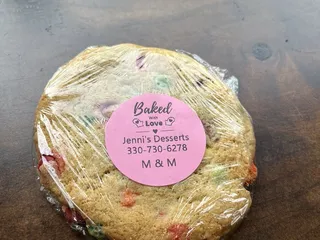 Baked
With
Love
Jenni's Desserts
330-730-6278
M & M